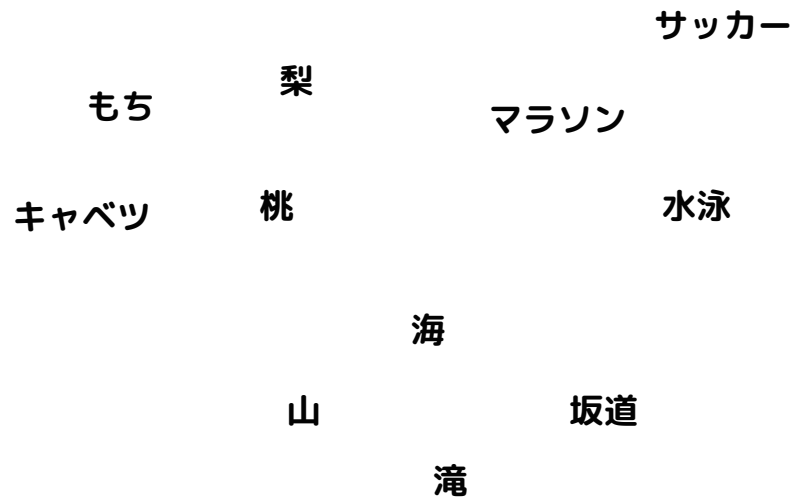 サッカー
梨
もち
マラソン
キャベツ
桃
水泳
海
山
坂道
滝